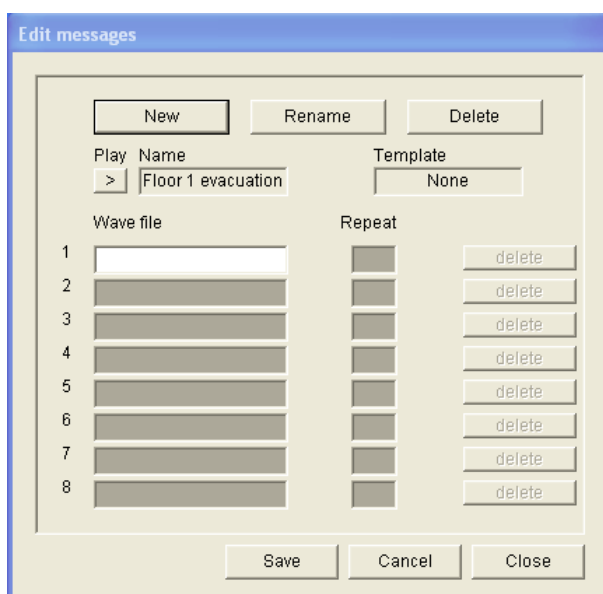 Edit messages
New Rename Delete
Play Name Template
> Floor 1 evacuation None
Wave file Repeat
1 delete
2 delete
3 delete
4 delete
5 delete
6 delete
7 delete
8 delete
Save Cancel Close